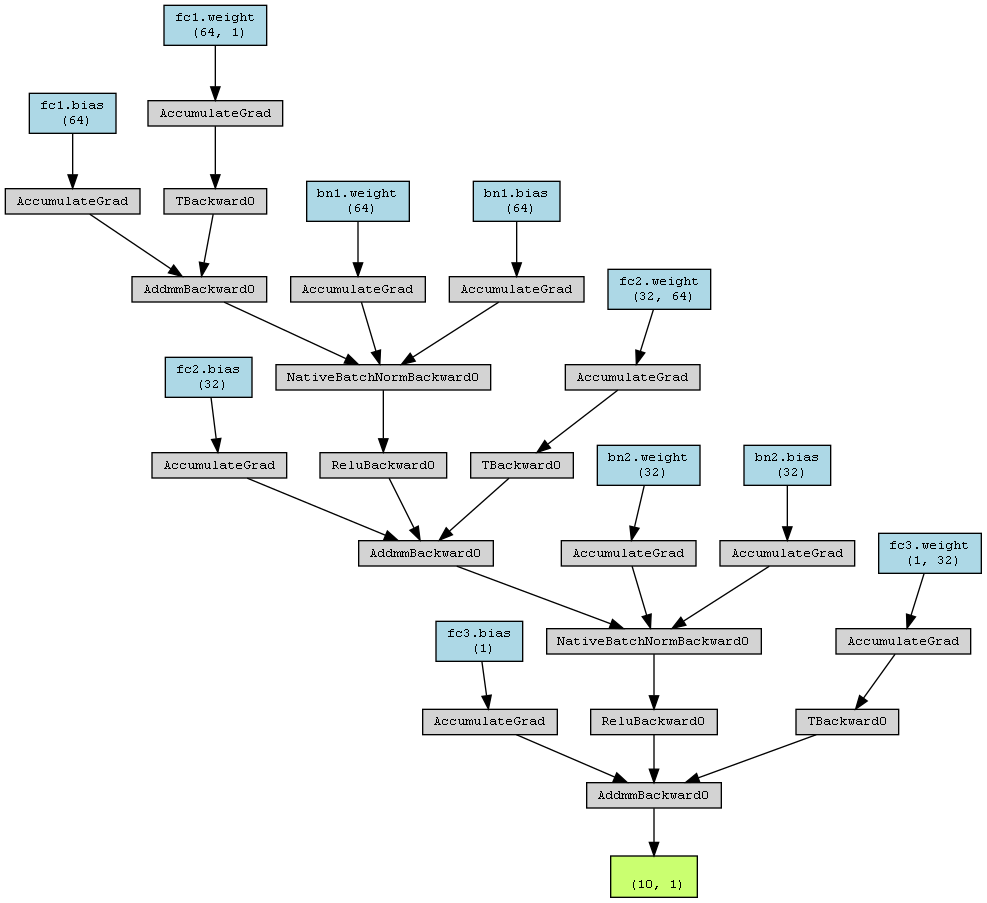 fc1.weight
(64, 1)
fc1.bias
(64)
AccumulateGrad
AccumulateGrad
TBackward0
bn1.weight
(64)
bn1.bias
(64)
AddmmBackward0
AccumulateGrad
AccumulateGrad
fc2.weight
(32, 64)
fc2.bias
(32)
NativeBatchNormBackward0
AccumulateGrad
AccumulateGrad
ReluBackward0
TBackward0
bn2.weight
(32)
bn2.bias
(32)
AddmmBackward0
AccumulateGrad
AccumulateGrad
fc3.weight
(1, 32)
fc3.bias
(1)
NativeBatchNormBackward0
AccumulateGrad
AccumulateGrad
ReluBackward0
TBackward0
AddmmBackward0
(10, 1)